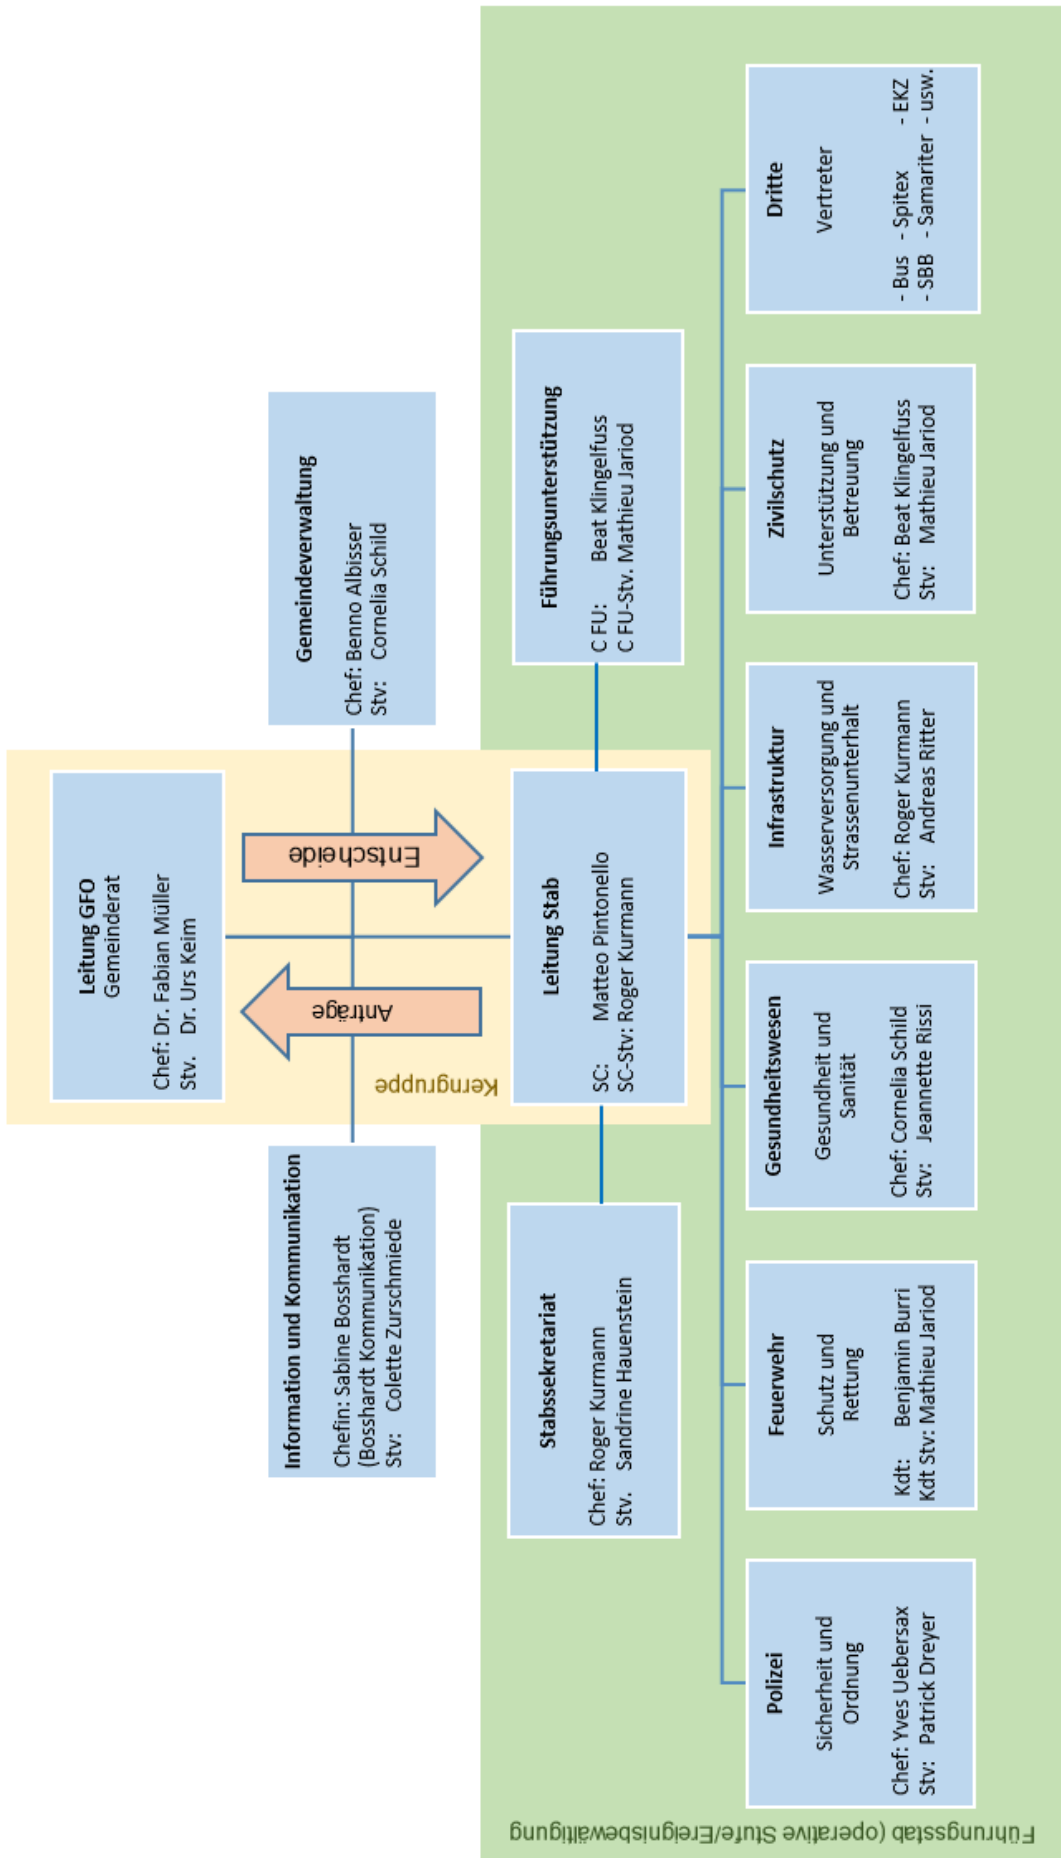 Leitung GFO
Gemeinderat
Chef: Dr. Fabian Müller
Stv. Dr. Urs Keim
Information und Kommunikation
Chefin: Sabine Bosshardt
(Bosshardt Kommunikation)
Stv: Colette Zurschmiede
Anträge
Entscheide
Gemeindeverwaltung
Chef: Benno Albisser
Stv: Cornelia Schild
Kerngruppe
Stabssekretariat
Chef: Roger Kurmann
Stv. Sandrine Hauenstein
Leitung Stab
SC: Matteo Pintonello
SC-Stv: Roger Kurmann
Führungsunterstützung
C FU: Beat Klingelfuss
C FU-Stv. Mathieu Jariod
Polizei
Sicherheit und
Ordnung
Chef: Yves Uebersax
Stv: Patrick Dreyer
Feuerwehr
Schutz und
Rettung
Kdt: Benjamin Burri
Kdt Stv: Mathieu Jariod
Gesundheitswesen
Gesundheit und
Sanität
Chef: Cornelia Schild
Stv: Jeannette Rissi
Infrastruktur
Wasserversorgung und
Strassenunterhalt
Chef: Roger Kurmann
Stv: Andreas Ritter
Zivilschutz
Unterstützung und
Betreuung
Chef: Beat Klingelfuss
Stv: Mathieu Jariod
Dritte
Vertreter
- Bus - Spitex - EKZ
- SBB - Samariter - usw.
Führungsstab (operative Stufe/Ereignisbewältigung